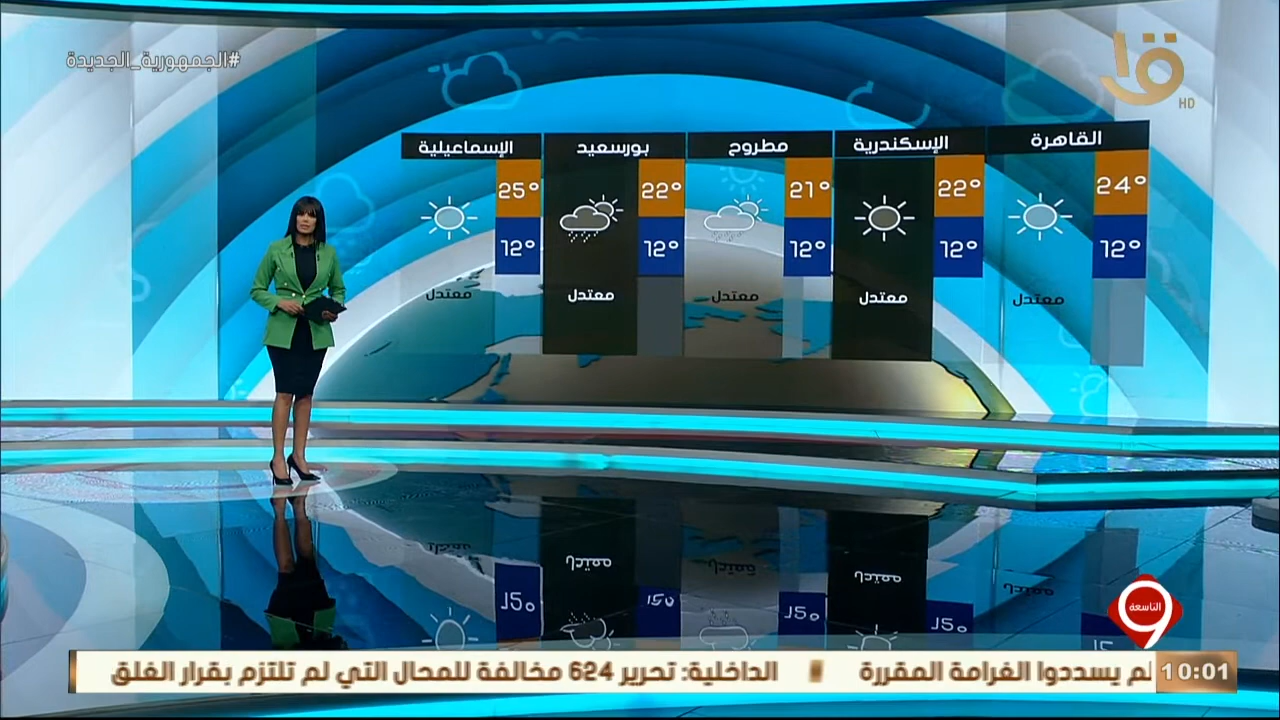 #الجمهورية_الجديدة
HD
القاهرة
24°
12°
معتدل
الإسكندرية
22°
12°
معتدل
مطروح
21°
12°
معتدل
بورسعيد
22°
12°
معتدل
الإسماعيلية
25°
12°
معتدل
التاسعة
9
10:01
لم يسددوا الغرامة المقررة
الداخلية: تحرير 624 مخالفة للمحال التي لم تلتزم بقرار الغلق